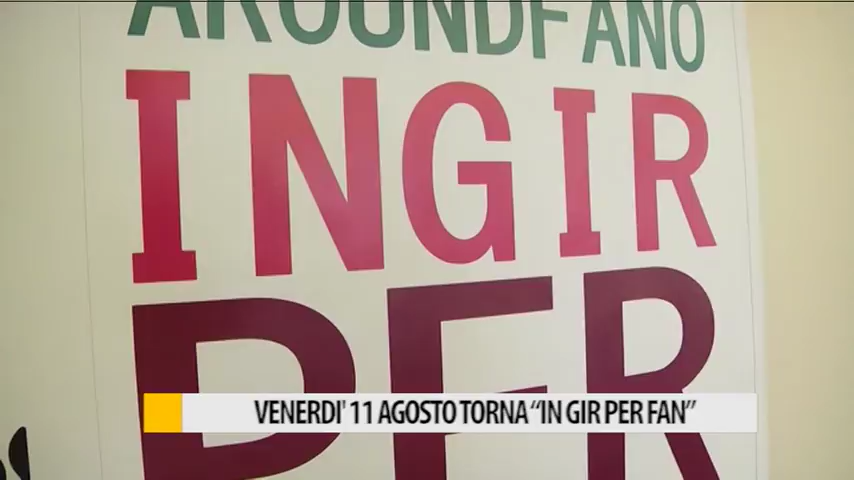 AROUNDFANO
INGIR
PER
VENERDI' 11 AGOSTO TORNA “IN GIR PER FAN”